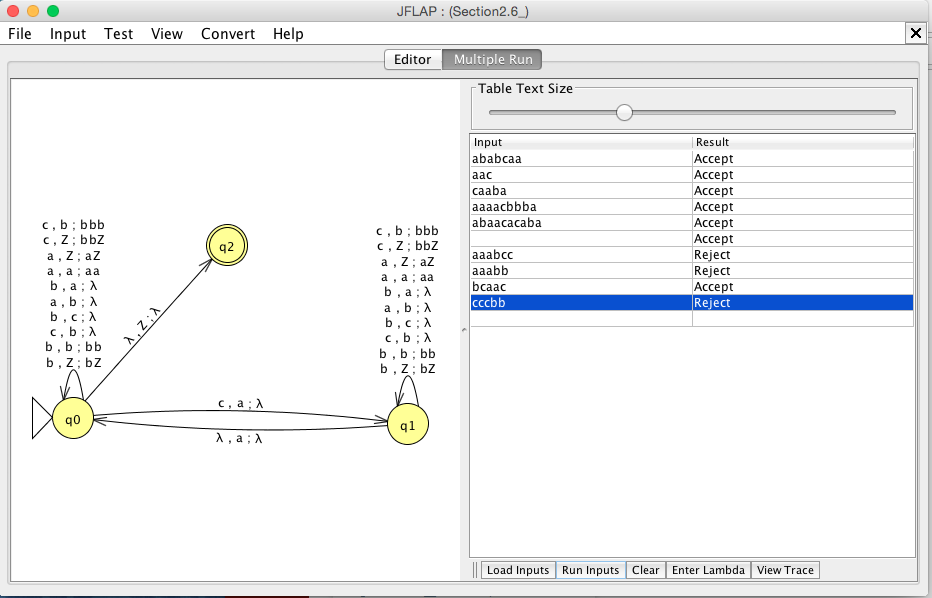 JFLAP : (Section2.6_)
File Input Test View Convert Help
Editor Multiple Run
c , b ; bbb
c , Z ; bbZ
a , Z ; aZ
a , a ; aa
b , a ; λ
a , b ; λ
b , c ; λ
c , b ; λ
b , b ; bb
b , Z ; bZ
q2
λ , Z ; λ
q0
c , a ; λ
λ , a ; λ
c , b ; bbb
c , Z ; bbZ
a , Z ; aZ
a , a ; aa
b , a ; λ
a , b ; λ
b , c ; λ
c , b ; λ
b , b ; bb
b , Z ; bZ
q1
Table Text Size
Input Result
ababcaa Accept
aac Accept
caaba Accept
aaaacbbba Accept
abaacacaba Accept
Accept
aaabcc Reject
aaabb Reject
bcaac Accept
cccbb Reject
Load Inputs Run Inputs Clear Enter Lambda View Trace